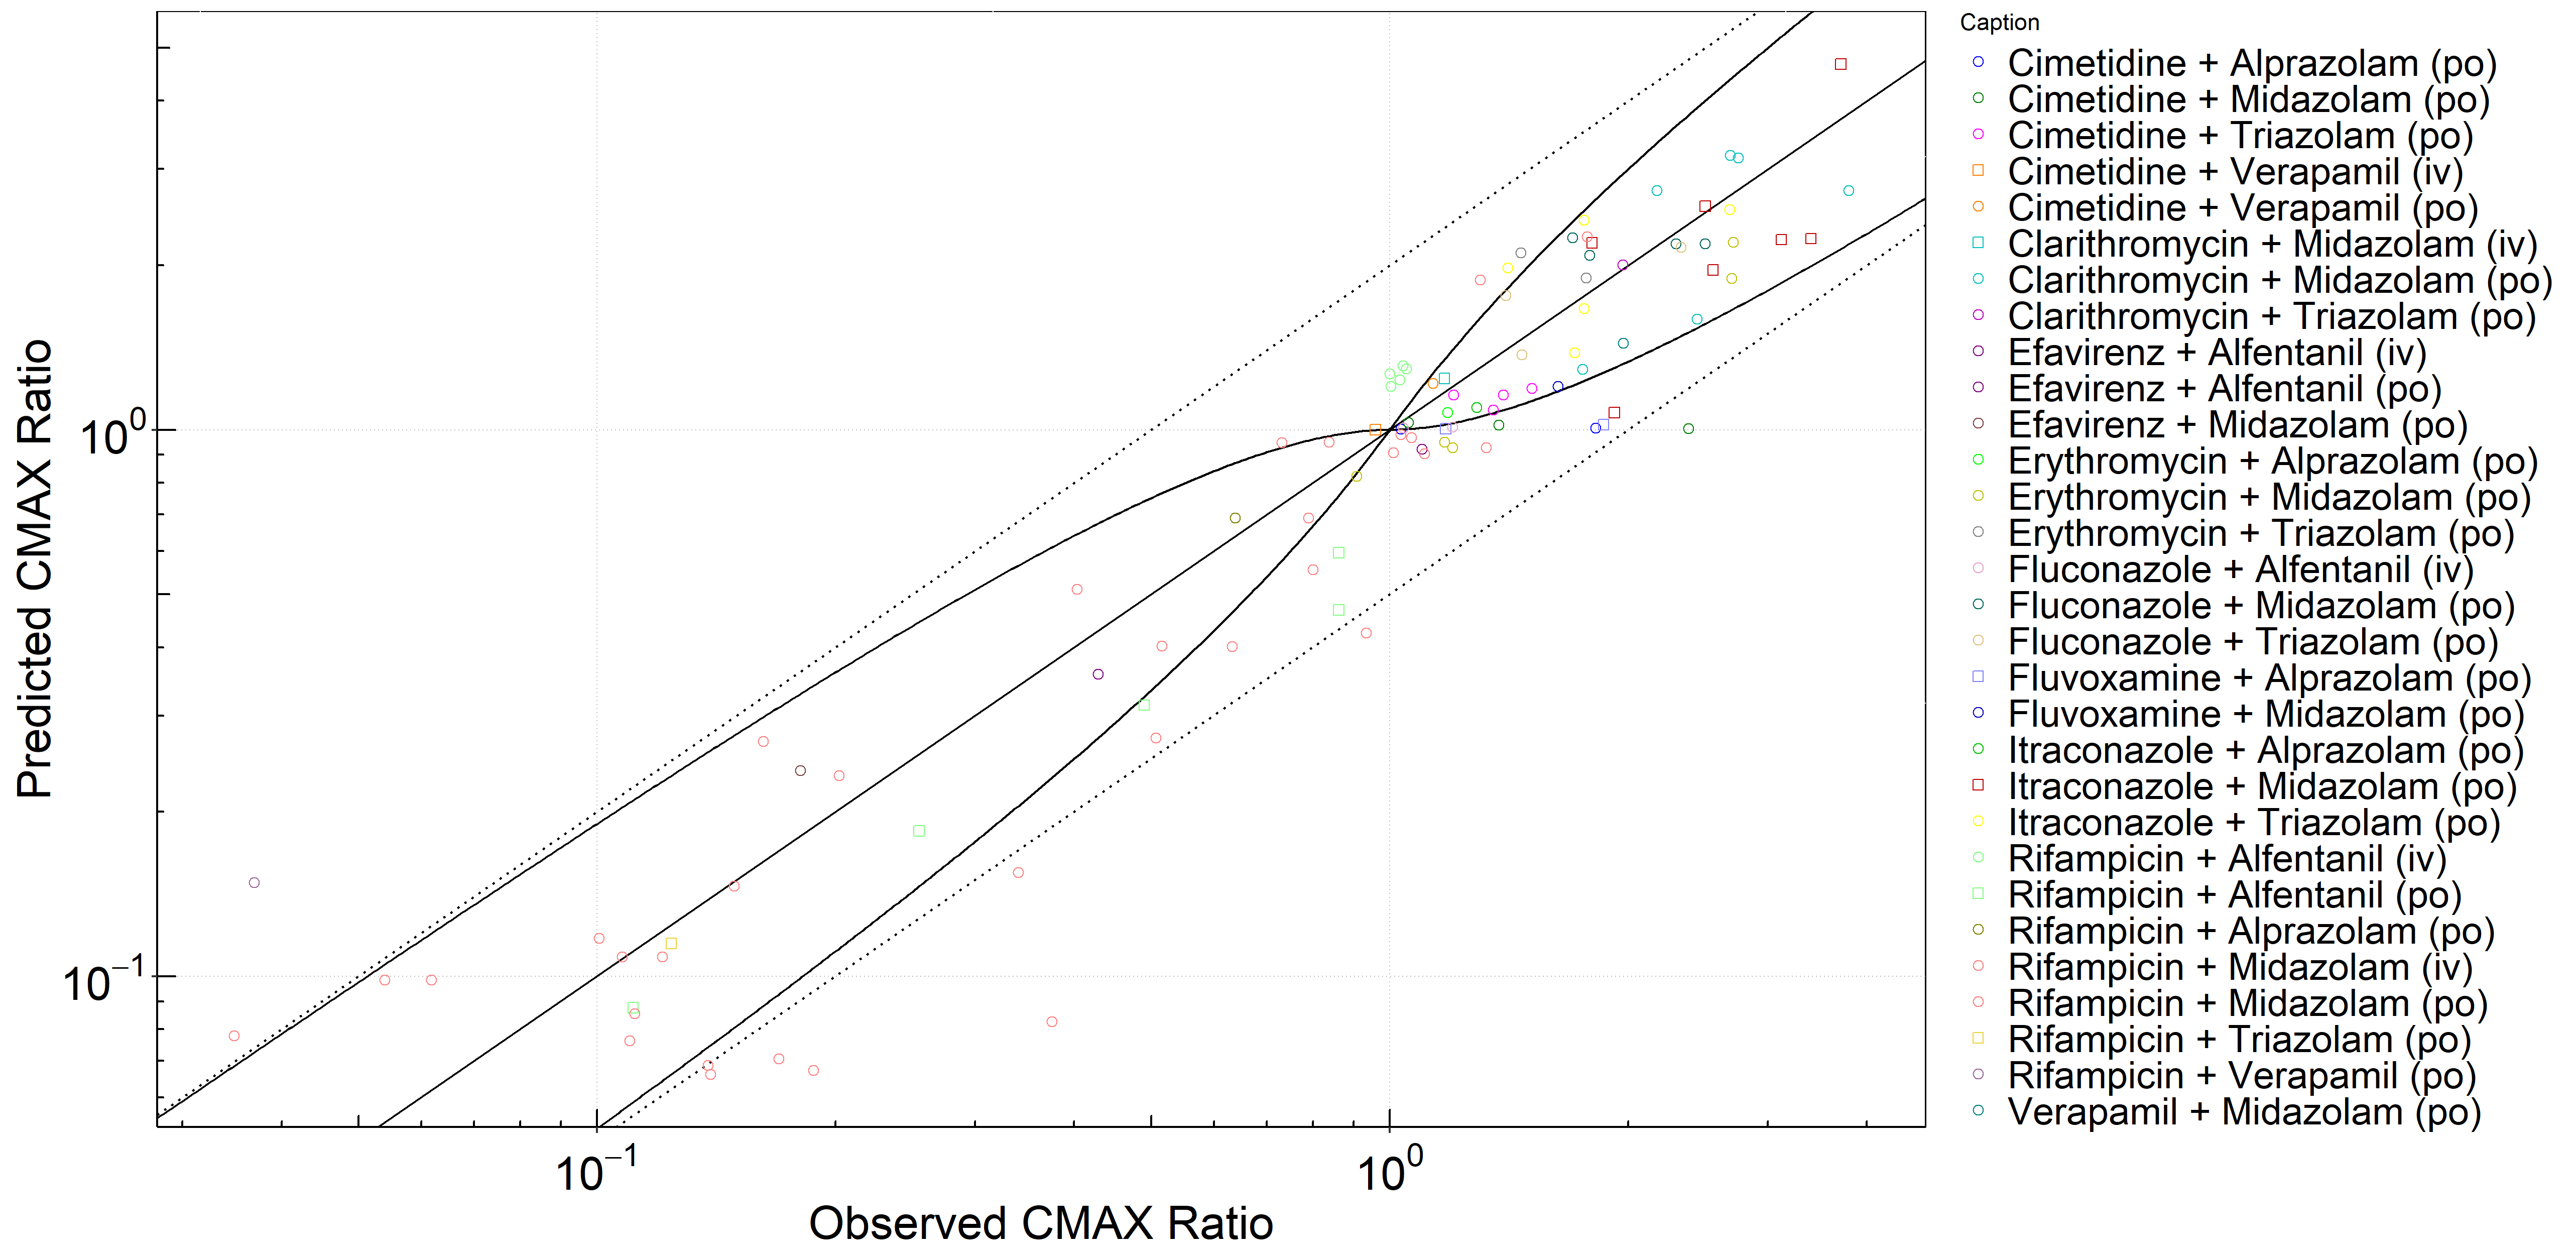 Caption
Cimetidine + Alprazolam (po)
Cimetidine + Midazolam (po)
Cimetidine + Triazolam (po)
Cimetidine + Verapamil (iv)
Cimetidine + Verapamil (po)
Clarithromycin + Midazolam (iv)
Clarithromycin + Midazolam (po)
Clarithromycin + Triazolam (po)
Efavirenz + Alfentanil (iv)
Efavirenz + Alfentanil (po)
Efavirenz + Midazolam (po)
Erythromycin + Alprazolam (po)
Erythromycin + Midazolam (po)
Erythromycin + Triazolam (po)
Fluconazole + Alfentanil (iv)
Fluconazole + Midazolam (po)
Fluconazole + Triazolam (po)
Fluvoxamine + Alprazolam (po)
Fluvoxamine + Midazolam (po)
Itraconazole + Alprazolam (po)
Itraconazole + Midazolam (po)
Itraconazole + Triazolam (po)
Rifampicin + Alfentanil (iv)
Rifampicin + Alfentanil (po)
Rifampicin + Alprazolam (po)
Rifampicin + Midazolam (iv)
Rifampicin + Midazolam (po)
Rifampicin + Triazolam (po)
Rifampicin + Verapamil (po)
Verapamil + Midazolam (po)
Predicted CMAX Ratio
10⁰
10⁻¹
10⁻¹
10⁰
Observed CMAX Ratio